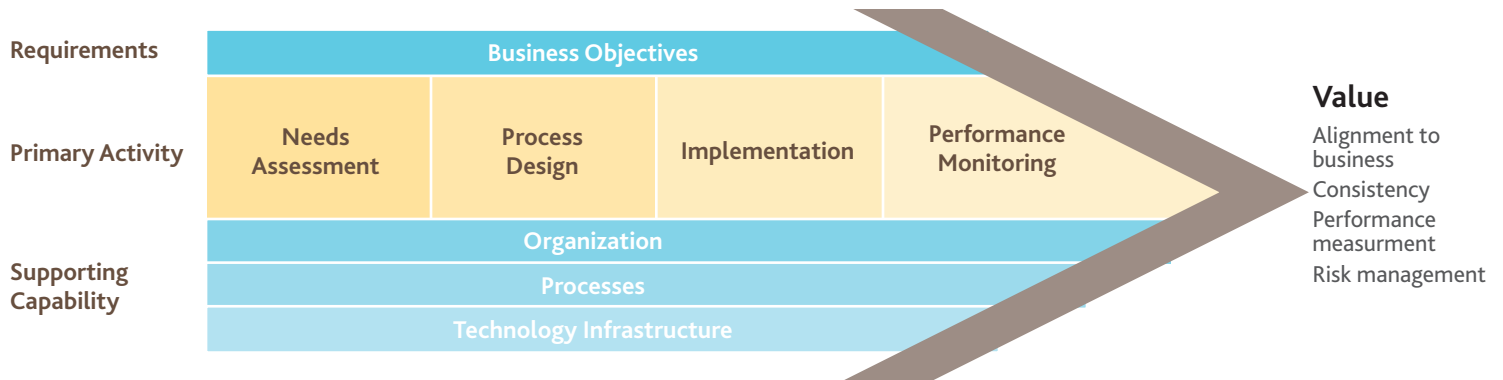 Requirements
Business Objectives
Primary Activity
Needs
Assessment
Process
Design
Implementation
Performance
Monitoring
Supporting
Capability
Organization
Processes
Technology Infrastructure
Value
Alignment to
business
Consistency
Performance
measurment
Risk management